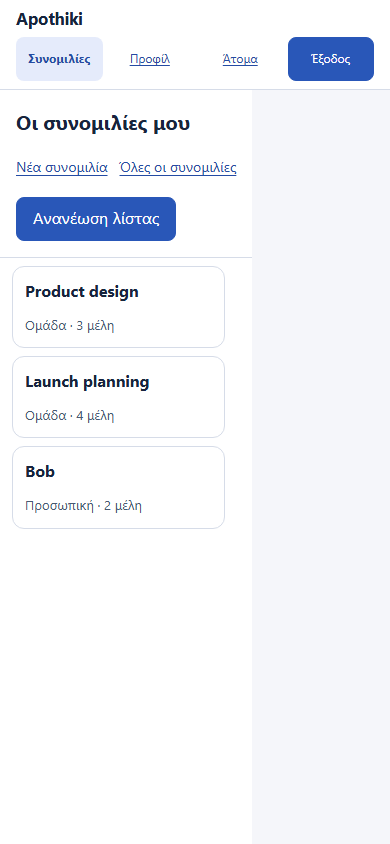 Apothiki
Συνομιλίες Προφίλ Άτομα Έξοδος
Οι συνομιλίες μου
Νέα συνομιλία Όλες οι συνομιλίες
Ανανέωση λίστας
Product design
Ομάδα · 3 μέλη
Launch planning
Ομάδα · 4 μέλη
Bob
Προσωπική · 2 μέλη